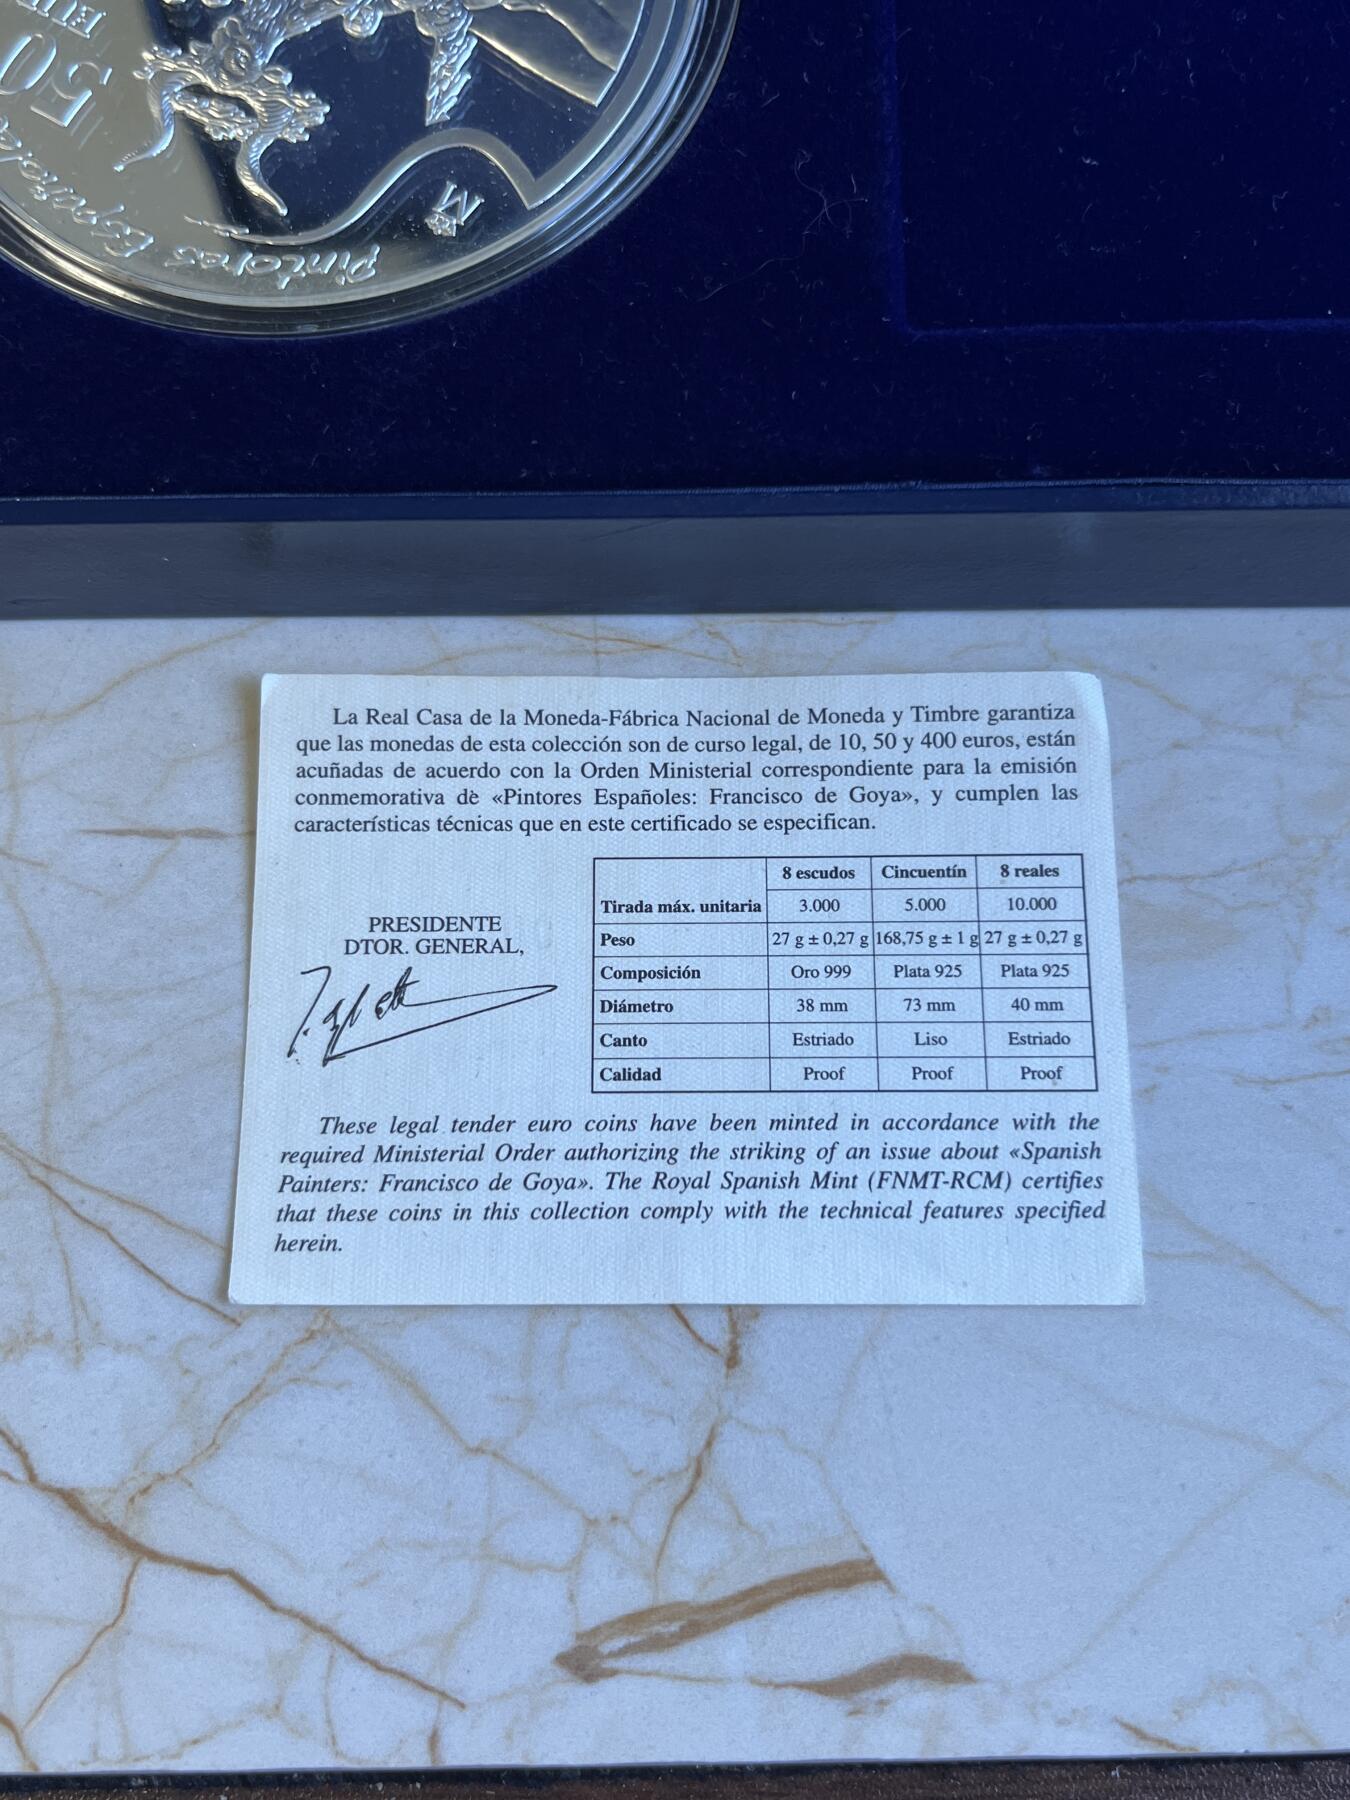 50
EU
Pintores Español
M
La Real Casa de la Moneda-Fábrica Nacional de Moneda y Timbre garantiza
que las monedas de esta colección son de curso legal, de 10, 50 y 400 euros, están
acuñadas de acuerdo con la Orden Ministerial correspondiente para la emisión
conmemorativa de «Pintores Españoles: Francisco de Goya», y cumplen las
características técnicas que en este certificado se especifican.
PRESIDENTE
DTOR. GENERAL,
8 escudos Cincuentín 8 reales
Tirada máx. unitaria 3.000 5.000 10.000
Peso 27 g ± 0,27 g 168,75 g ± 1 g 27 g ± 0,27 g
Composición Oro 999 Plata 925 Plata 925
Diámetro 38 mm 73 mm 40 mm
Canto Estriado Liso Estriado
Calidad Proof Proof Proof
These legal tender euro coins have been minted in accordance with the
required Ministerial Order authorizing the striking of an issue about «Spanish
Painters: Francisco de Goya». The Royal Spanish Mint (FNMT-RCM) certifies
that these coins in this collection comply with the technical features specified
herein.